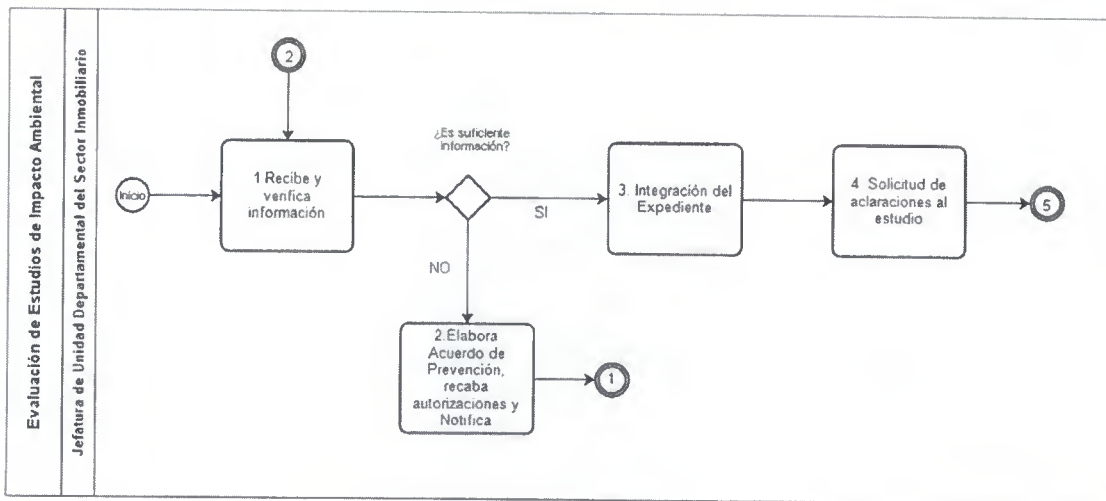 Evaluación de Estudios de Impacto Ambiental
Jefatura de Unidad Departamental del Sector Inmobiliario
2
¿Es suficiente
información?
Inicio
1 Recibe y
verifica
información
SI
3. Integración del
Expediente
4 Solicitud de
aclaraciones al
estudio
5
NO
2.Elabora
Acuerdo de
Prevención,
recaba
autorizaciones y
Notifica
1